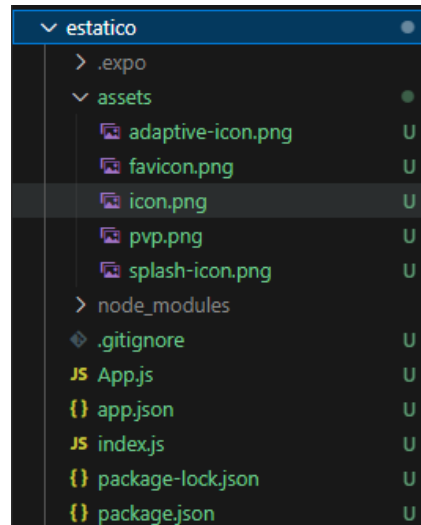 estatico
.expo
assets
adaptive-icon.png U
favicon.png U
icon.png U
pvp.png U
splash-icon.png U
node_modules
.gitignore U
JS App.js U
{} app.json U
JS index.js U
{} package-lock.json U
{} package.json U